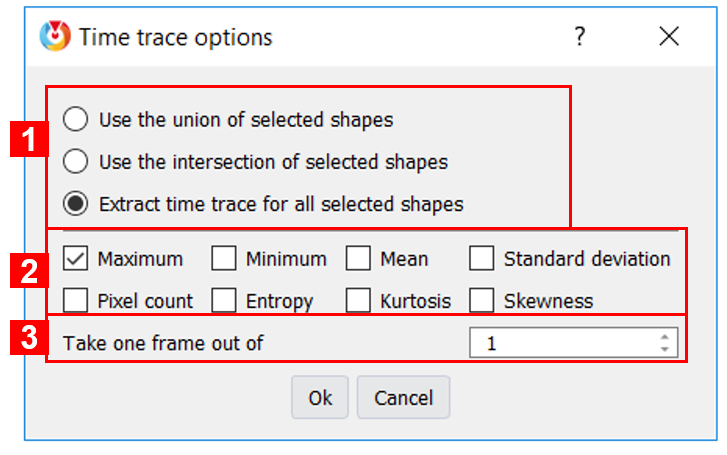 Time trace options ?
1
Use the union of selected shapes
Use the intersection of selected shapes
Extract time trace for all selected shapes
2
Maximum Minimum Mean Standard deviation
Pixel count Entropy Kurtosis Skewness
3
Take one frame out of 1
Ok Cancel